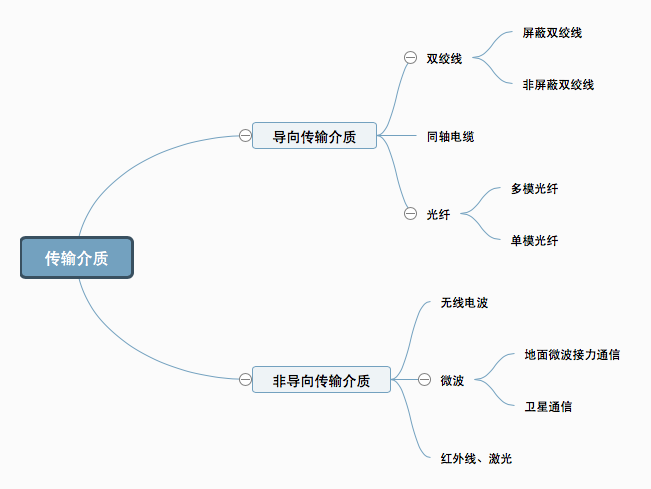 传输介质
导向传输介质
双绞线
屏蔽双绞线
非屏蔽双绞线
同轴电缆
光纤
多模光纤
单模光纤
非导向传输介质
无线电波
微波
地面微波接力通信
卫星通信
红外线、激光